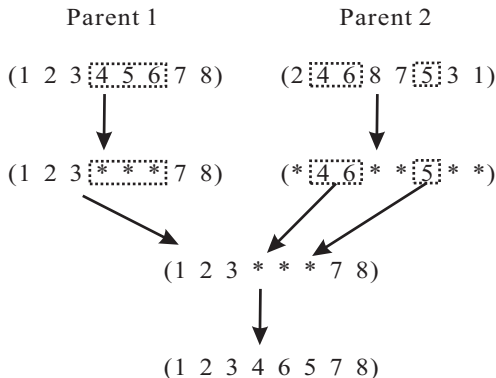 Parent 1 Parent 2
(1 2 3 4 5 6 7 8) (2 4 6 8 7 5 3 1)
(1 2 3 * * * 7 8) (* 4 6 * * 5 * *)
(1 2 3 * * * 7 8)
(1 2 3 4 6 5 7 8)